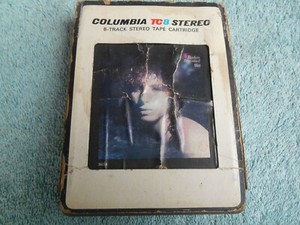 COLUMBIA TC8 STEREO
8-TRACK STEREO TAPE CARTRIDGE